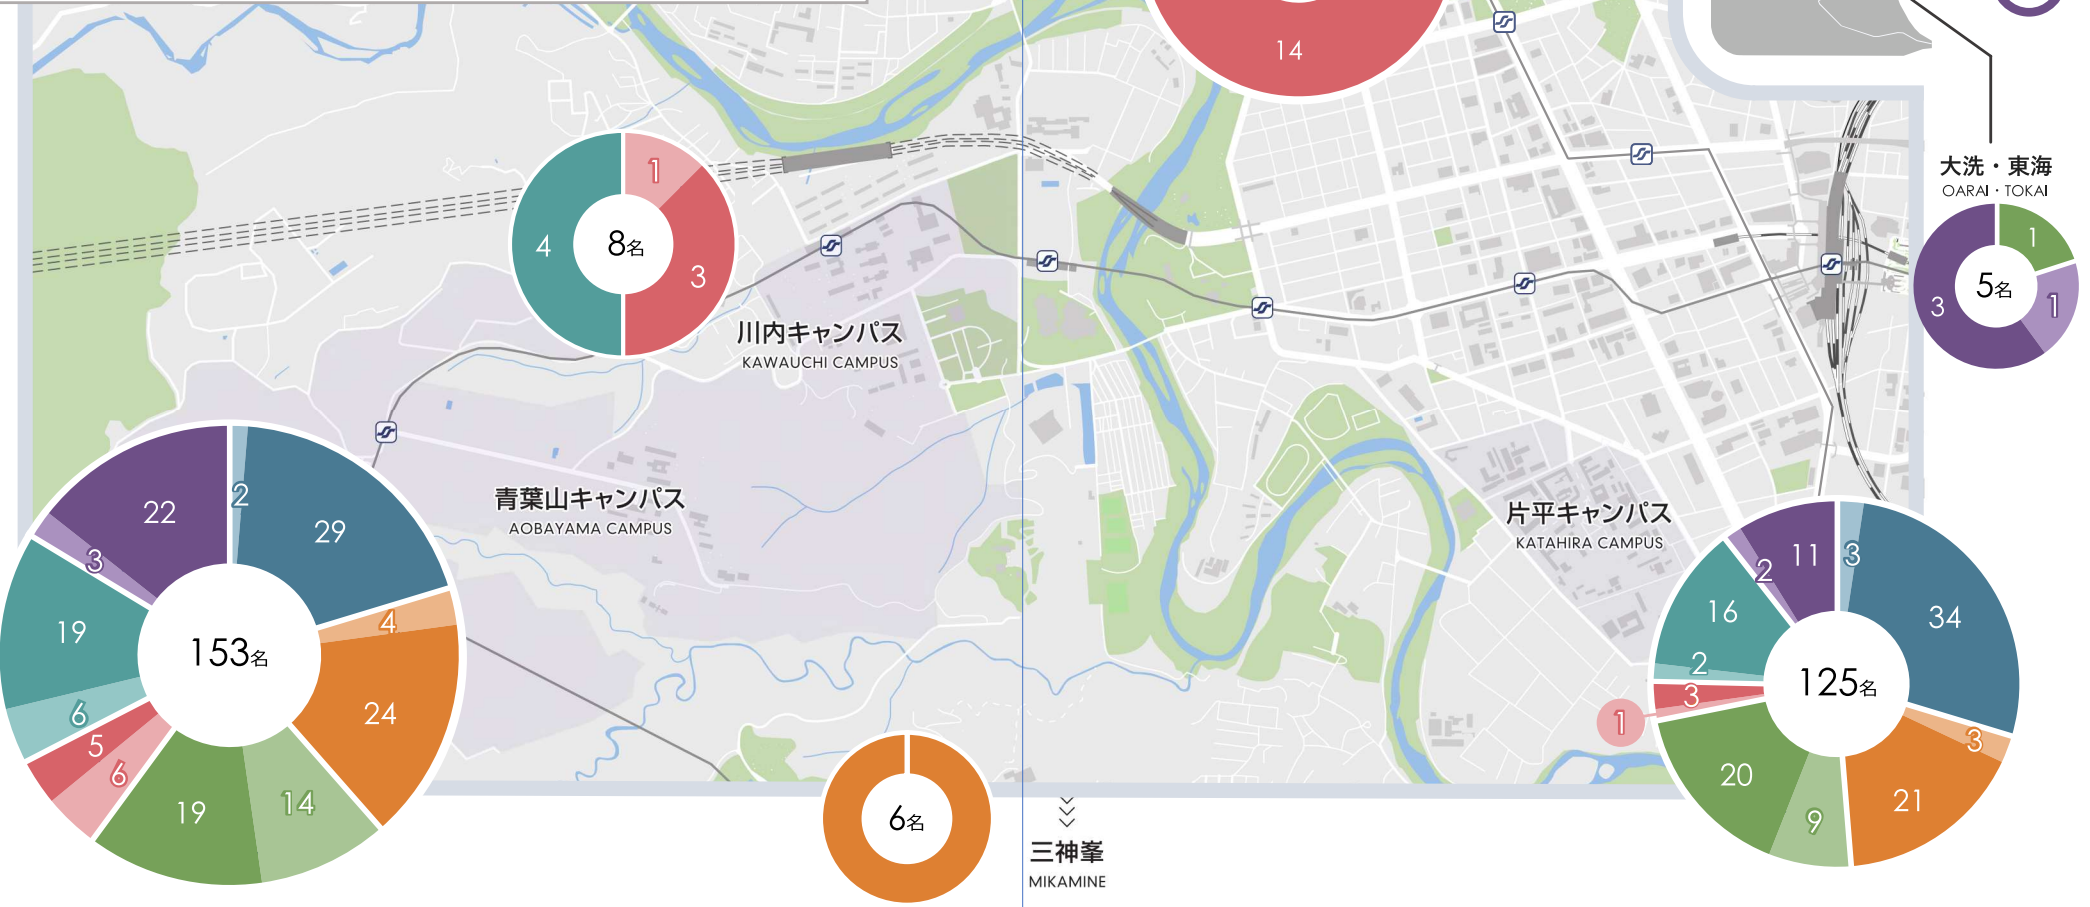 14
大洗・東海
OARAI・TOKAI
1
1
3
5名
1
3
4
8名
川内キャンパス
KAWAUCHI CAMPUS
青葉山キャンパス
AOBAYAMA CAMPUS
片平キャンパス
KATAHIRA CAMPUS
2
29
4
24
14
19
6
5
6
19
3
22
153名
3
34
3
21
9
20
1
3
2
16
2
11
125名
6名
三神峯
MIKAMINE